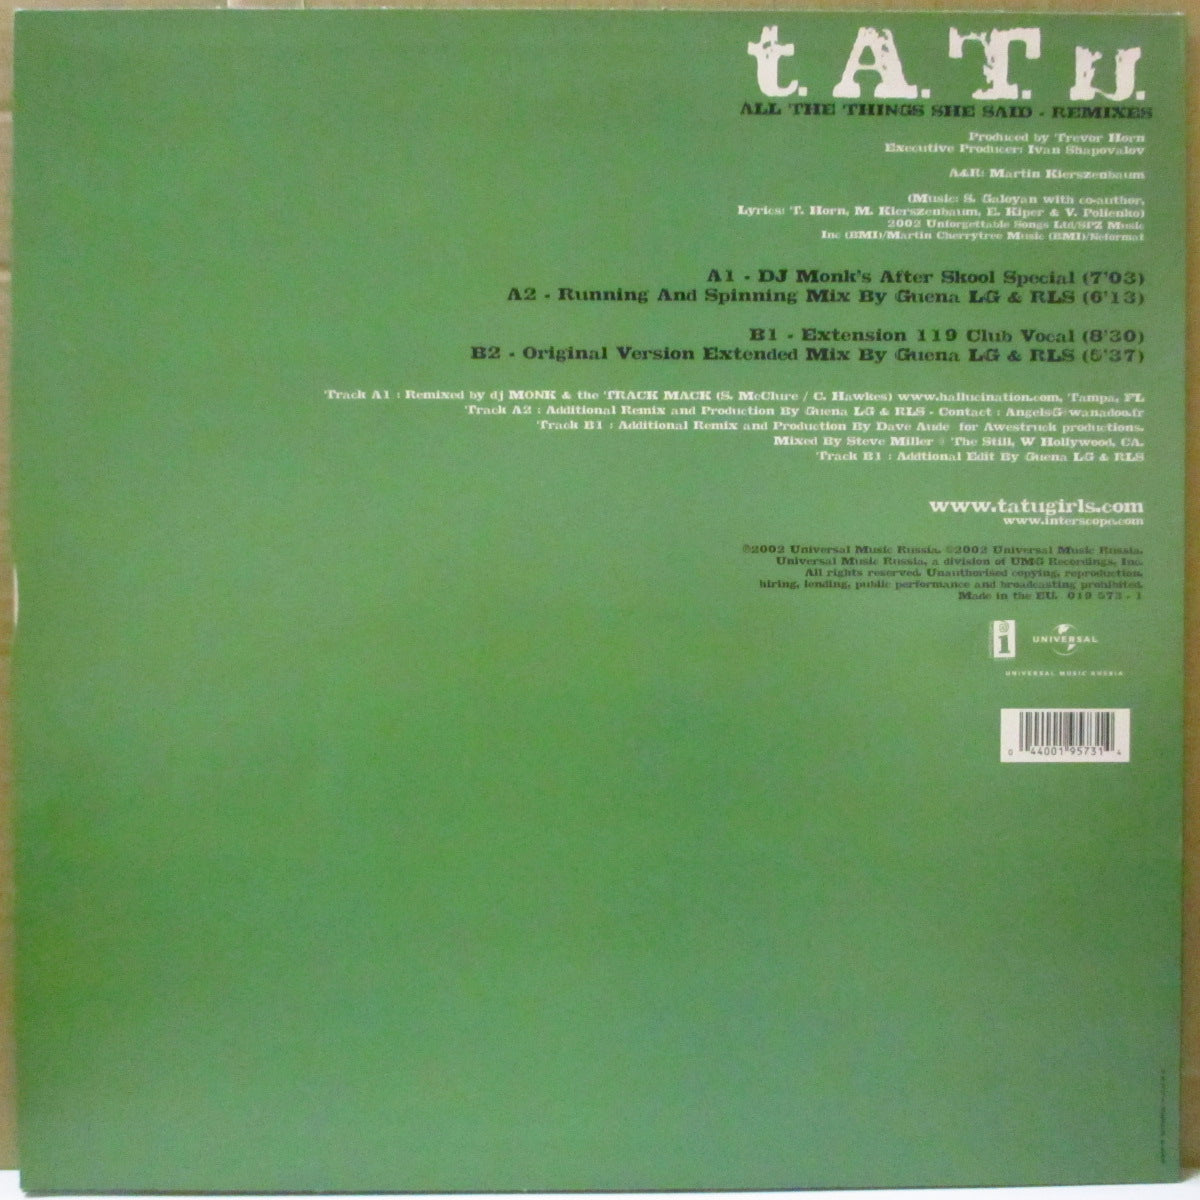 t.A.T.u.
ALL THE THINGS SHE SAID - REMIXES
Produced by Trevor Horn
Executive Producer: Ivan Shapovalov
A&R: Martin Kierszenbaum
(Music: S. Galoyan with co-author,
Lyrics: T. Horn, M. Kierszenbaum, E. Kiper & V. Polienko)
2002 Unforgettable Songs Ltd/SPZ Music
Inc (BMI)/Martin Cherrytree Music (BMI)/Neformat
A1 - DJ Monk's After Skool Special (7'03)
A2 - Running And Spinning Mix By Guena LG & RLS (6'13)
B1 - Extension 119 Club Vocal (8'30)
B2 - Original Version Extended Mix By Guena LG & RLS (5'37)
Track A1 : Remixed by dj MONK & the TRACK MACK (S. McClure / C. Hawkes) www.hallucination.com, Tampa, FL
Track A2 : Additional Remix and Production By Guena LG & RLS - Contact : AngelsG@wanadoo.fr
Track B1 : Additional Remix and Production By Dave Aude for Awestruck productions.
Mixed By Steve Miller @ The Still, W Hollywood, CA.
Track B1 : Addtional Edit By Guena LG & RLS
www.tatugirls.com
www.interscope.com
℗2002 Universal Music Russia. ©2002 Universal Music Russia.
Universal Music Russia, a division of UMG Recordings, Inc.
All rights reserved. Unauthorised copying, reproduction,
hiring, lending, public performance and broadcasting prohibited.
Made in the EU. 019 573 - 1
i
UNIVERSAL
UNIVERSAL MUSIC RUSSIA
0 44001 95731 4